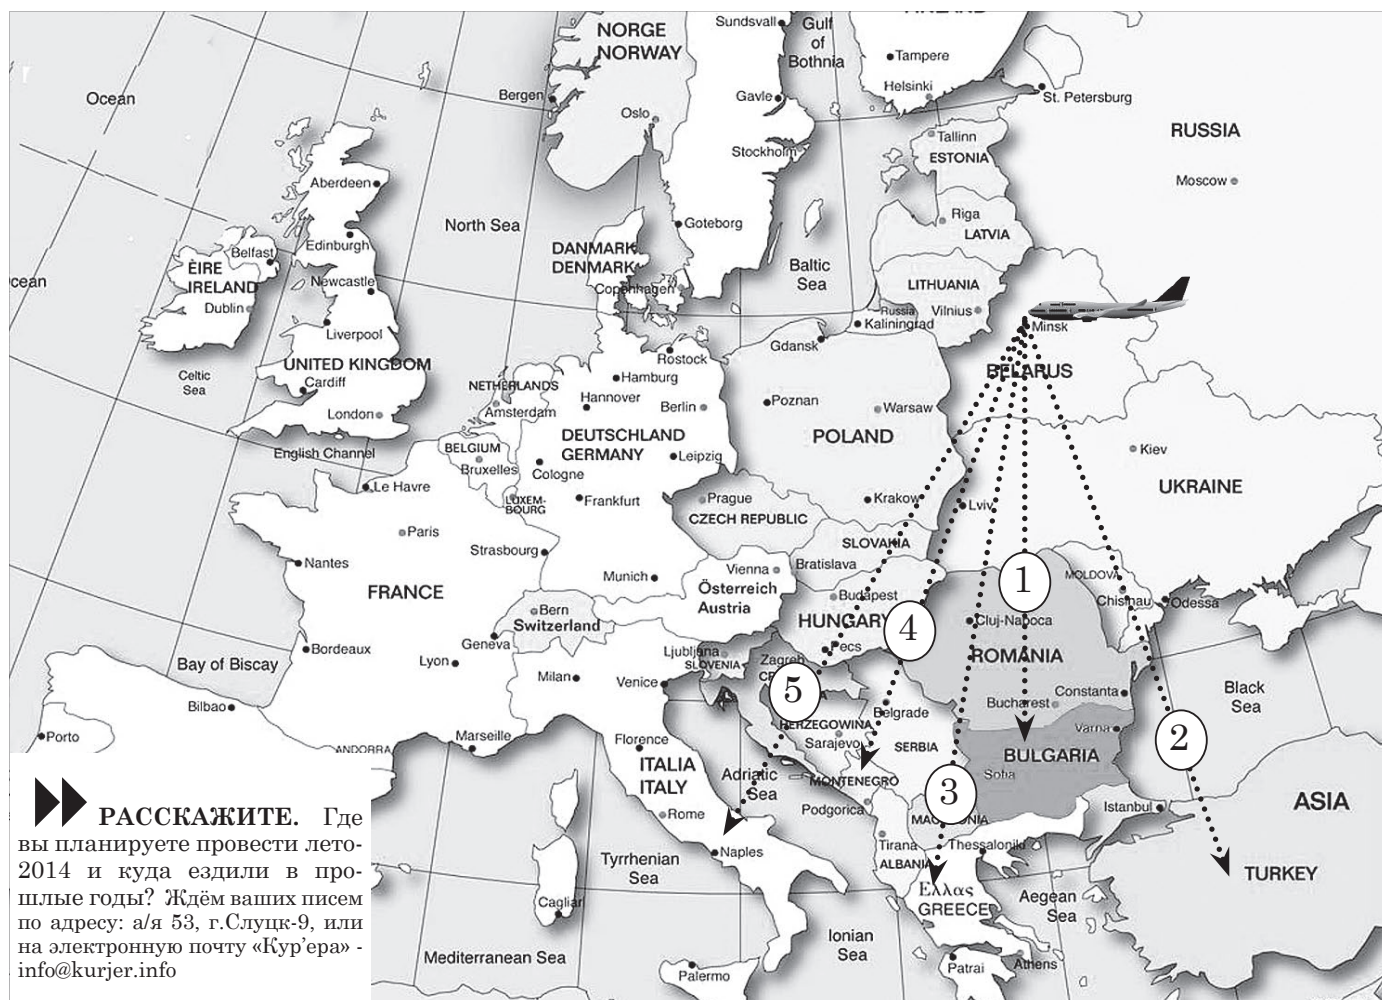 NORGE
NORWAY
Sundsvall
Gulf
of
Bothnia
Tampere
Helsinki
St. Petersburg
Ocean
Bergen
Oslo
Gavle
Stockholm
Tallinn
ESTONIA
RUSSIA
Moscow
Aberdeen
North Sea
Goteborg
Riga
LATVIA
Edinburgh
Belfast
ÈIRE
IRELAND
Dublin
Newcastle
Liverpool
DANMARK
DENMARK
Copenhagen
Baltic
Sea
LITHUANIA
Vilnius
Russia
Kaliningrad
Minsk
BELARUS
cean
Celtic
Sea
UNITED KINGDOM
Cardiff
London
English Channel
NETHERLANDS
Amsterdam
Rostock
Hamburg
Hannover
Berlin
Gdansk
Poznan
Warsaw
POLAND
BELGIUM
Bruxelles
DEUTSCHLAND
GERMANY
Leipzig
Cologne
Frankfurt
LUXEM-
BOURG
Le Havre
Paris
Prague
CZECH REPUBLIC
Krakow
Lviv
Kiev
UKRAINE
Strasbourg
Nantes
FRANCE
Munich
Vienna
Bratislava
SLOVAKIA
Österreich
Austria
Budapest
HUNGARY
1
4
MOLDOVA
Chisinau
Odessa
Bern
Switzerland
Geneva
Cluj-Napoca
ROMANIA
Bordeaux
Lyon
Bay of Biscay
Bilbao
Porto
Milan
Venice
Ljubljana
SLOVENIA
Zagreb
Pecs
5
Bucharest
Constanta
Black
Sea
Marseille
ANDORRA
Florence
ITALIA
ITALY
HERZEGOWINA
Sarajevo
Belgrade
SERBIA
Varna
BULGARIA
Sofia
2
Adriatic
Sea
MONTENEGRO
Podgorica
3
Istanbul
ASIA
Rome
Naples
Tirana
ALBANIA
Thessaloniki
TURKEY
Tyrrhenian
Sea
Cagliari
Ελλας
GREECE
Aegean
Sea
Mediterranean Sea
Palermo
Ionian
Sea
Patrai
Athens
РАССКАЖИТЕ. Где
вы планируете провести лето-
2014 и куда ездили в про-
шлые годы? Ждём ваших писем
по адресу: а/я 53, г.Слуцк-9, или
на электронную почту «Кур’ера» -
info@kurjer.info